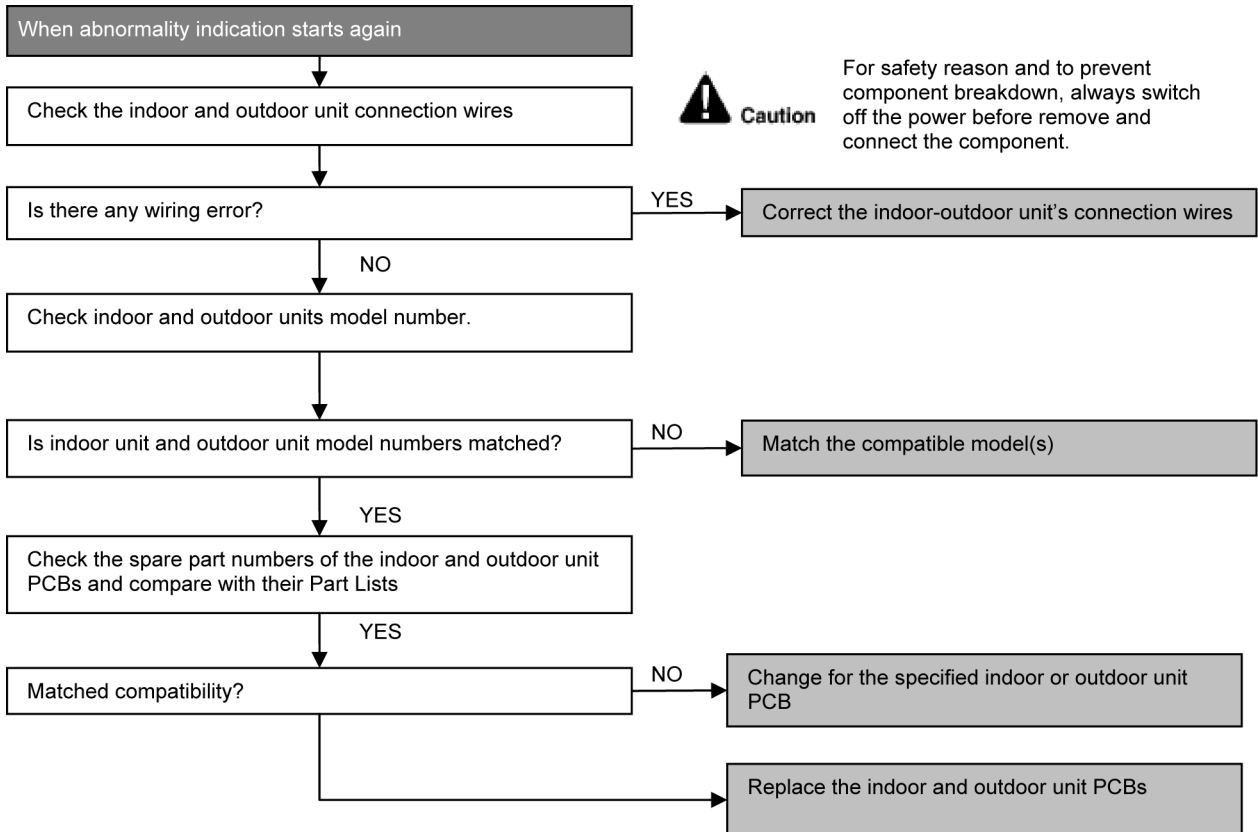 When abnormality indication starts again
Check the indoor and outdoor unit connection wires
Caution
For safety reason and to prevent
component breakdown, always switch
off the power before remove and
connect the component.
Is there any wiring error?
YES
Correct the indoor-outdoor unit’s connection wires
NO
Check indoor and outdoor units model number.
Is indoor unit and outdoor unit model numbers matched?
NO
Match the compatible model(s)
YES
Check the spare part numbers of the indoor and outdoor unit
PCBs and compare with their Part Lists
YES
Matched compatibility?
NO
Change for the specified indoor or outdoor unit
PCB
Replace the indoor and outdoor unit PCBs